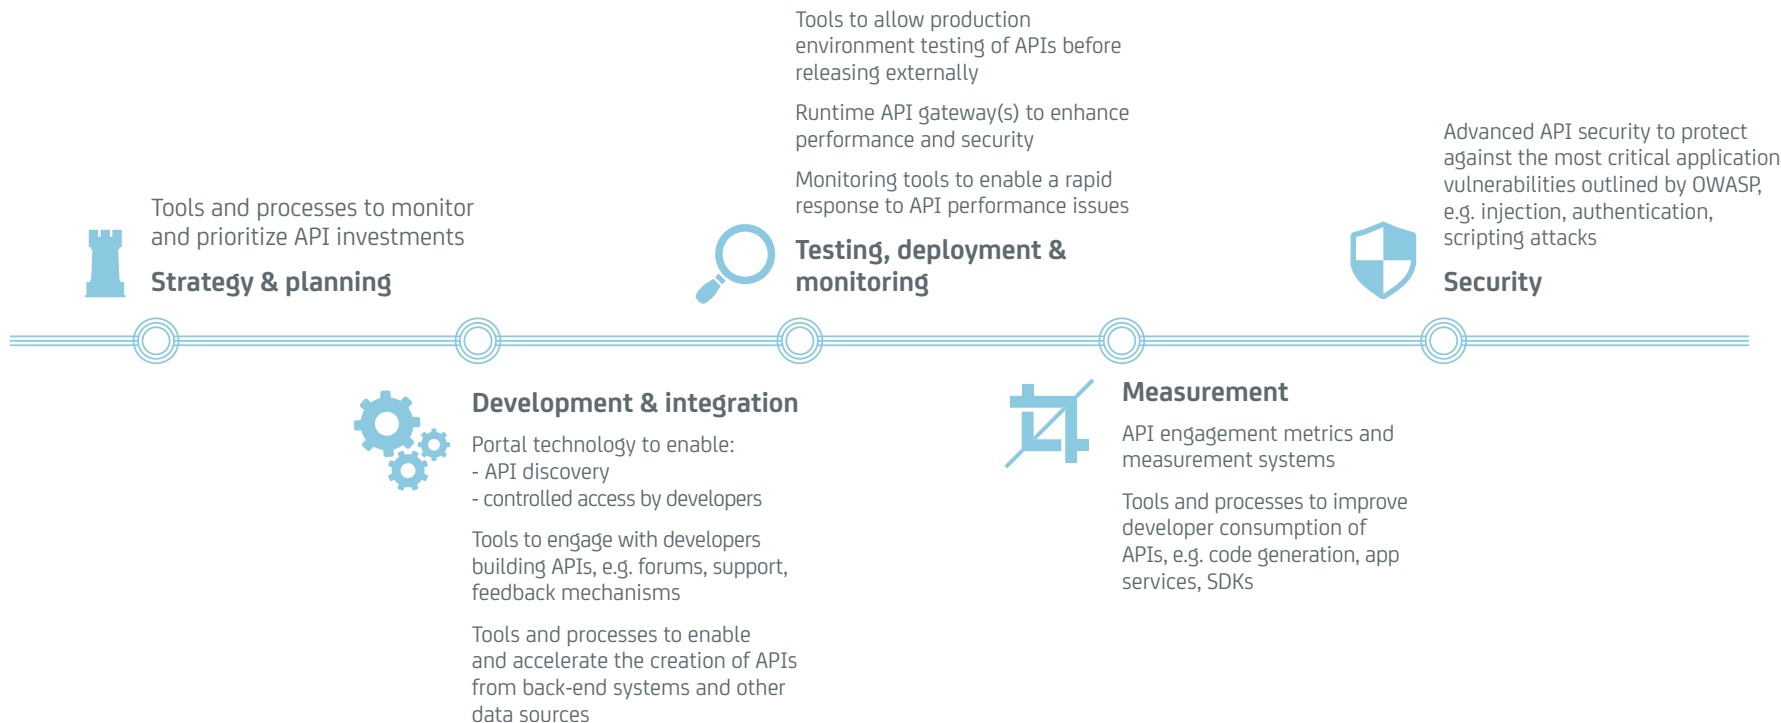 Tools and processes to monitor
and prioritize API investments
Strategy & planning
Development & integration
Portal technology to enable:
- API discovery
- controlled access by developers
Tools to engage with developers
building APIs, e.g. forums, support,
feedback mechanisms
Tools and processes to enable
and accelerate the creation of APIs
from back-end systems and other
data sources
Tools to allow production
environment testing of APIs before
releasing externally
Runtime API gateway(s) to enhance
performance and security
Monitoring tools to enable a rapid
response to API performance issues
Testing, deployment &
monitoring
Measurement
API engagement metrics and
measurement systems
Tools and processes to improve
developer consumption of
APIs, e.g. code generation, app
services, SDKs
Advanced API security to protect
against the most critical application
vulnerabilities outlined by OWASP,
e.g. injection, authentication,
scripting attacks
Security